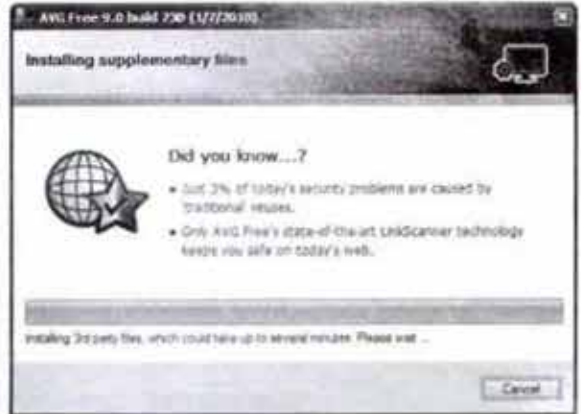 AVG Free 9.0 build 730 (1/7/2010)
Installing supplementary files
Did you know...?
Just 3% of today's security problems are caused by
'traditional' viruses.
Only AVG Free's state-of-the-art LinkScanner technology
keeps you safe on today's web.
Installing 3rd party files, which could take up to several minutes. Please wait ...
Cancel